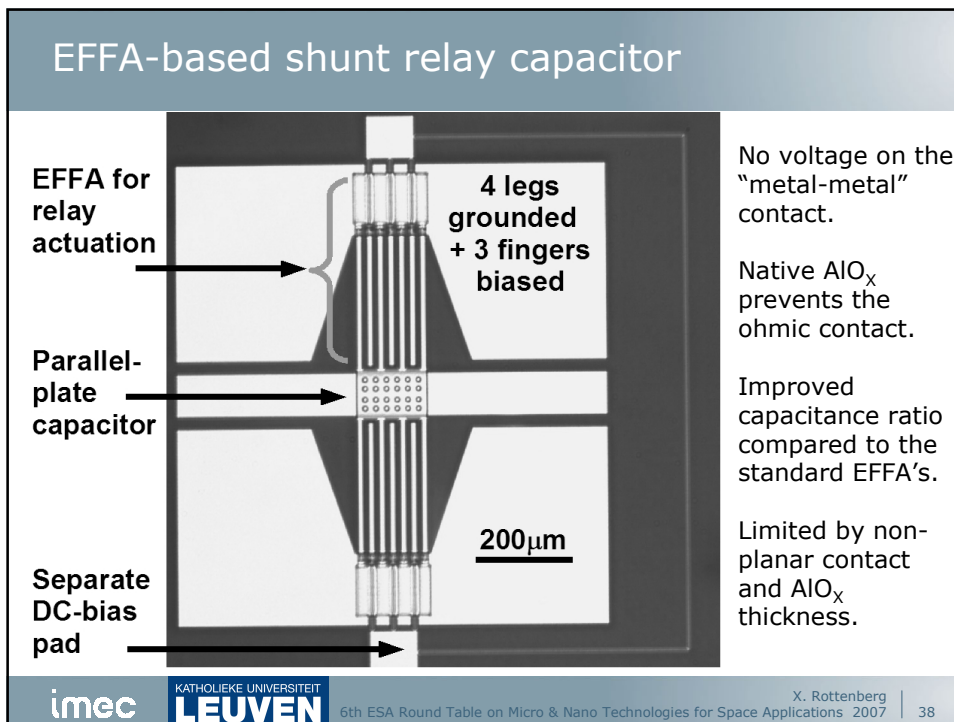 EFFA-based shunt relay capacitor
EFFA for
relay
actuation
4 legs
grounded
+ 3 fingers
biased
Parallel-
plate
capacitor
200μm
Separate
DC-bias
pad
No voltage on the
“metal-metal”
contact.
Native AlOX
prevents the
ohmic contact.
Improved
capacitance ratio
compared to the
standard EFFA's.
Limited by non-
planar contact
and AlOX
thickness.
imec
KATHOLIEKE UNIVERSITEIT
LEUVEN
X. Rottenberg
6th ESA Round Table on Micro & Nano Technologies for Space Applications 2007
38